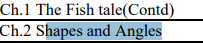 Ch.1 The Fish tale(Contd)
Ch.2 Shapes and Angles